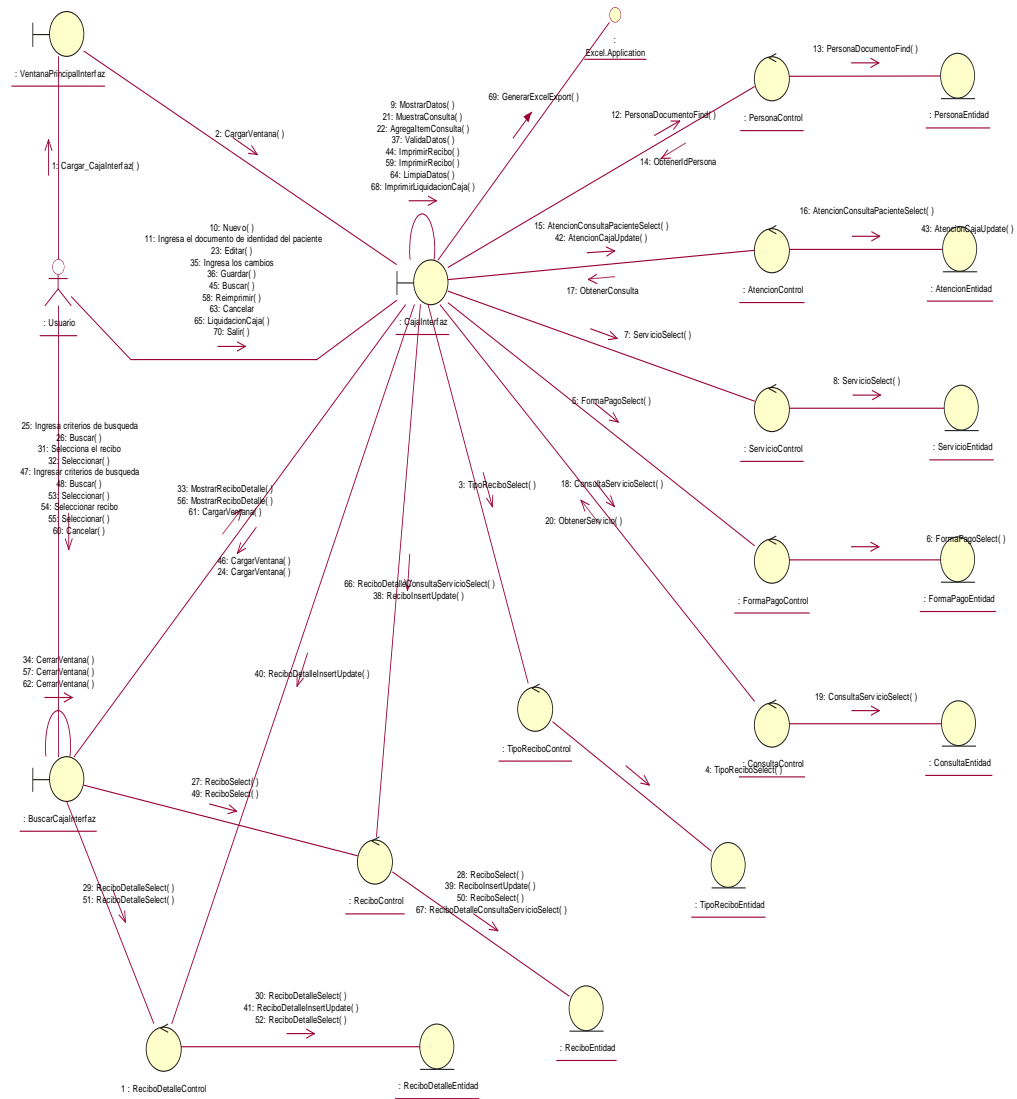 : VentanaPrincipalInterfaz
1: Cargar_CajaInterfaz( )
: Usuario
2: CargarVentana( )
9: MostrarDatos( )
21: MuestraConsulta( )
22: AgregaItemConsulta( )
37: ValidaDatos( )
44: ImprimirRecibo( )
59: ImprimirRecibo( )
64: LimpiaDatos( )
68: ImprimirLiquidacionCaja( )
:
Excel.Application
69: GenerarExcelExport( )
12: PersonaDocumentoFind( )
14: ObtenerIdPersona
: PersonaControl
13: PersonaDocumentoFind( )
: PersonaEntidad
10: Nuevo( )
11: Ingresa el documento de identidad del paciente
23: Editar( )
35: Ingresa los cambios
36: Guardar( )
45: Buscar( )
58: Reimprimir( )
63: Cancelar
65: LiquidacionCaja( )
70: Salir( )
: CajaInterfaz
15: AtencionConsultaPacienteSelect( )
42: AtencionCajaUpdate( )
17: ObtenerConsulta
: AtencionControl
16: AtencionConsultaPacienteSelect( )
43: AtencionCajaUpdate( )
: AtencionEntidad
7: ServicioSelect( )
: ServicioControl
8: ServicioSelect( )
: ServicioEntidad
5: FormaPagoSelect( )
: FormaPagoControl
6: FormaPagoSelect( )
: FormaPagoEntidad
25: Ingresa criterios de busqueda
26: Buscar( )
31: Selecciona el recibo
32: Seleccionar( )
47: Ingresar criterios de busqueda
48: Buscar( )
53: Seleccionar( )
54: Seleccionar recibo
55: Seleccionar( )
60: Cancelar( )
33: MostrarReciboDetalle( )
56: MostrarReciboDetalle( )
61: CargarVentana( )
46: CargarVentana( )
24: CargarVentana( )
3: TipoReciboSelect( )
18: ConsultaServicioSelect( )
20: ObtenerServicio( )
66: ReciboDetalleConsultaServicioSelect( )
38: ReciboInsertUpdate( )
34: CerrarVentana( )
57: CerrarVentana( )
62: CerrarVentana( )
40: ReciboDetalleInsertUpdate( )
: TipoReciboControl
4: TipoReciboSelect( )
: ConsultaControl
19: ConsultaServicioSelect( )
: ConsultaEntidad
: BuscarCajaInterfaz
27: ReciboSelect( )
49: ReciboSelect( )
: ReciboControl
28: ReciboSelect( )
39: ReciboInsertUpdate( )
50: ReciboSelect( )
67: ReciboDetalleConsultaServicioSelect( )
: TipoReciboEntidad
29: ReciboDetalleSelect( )
51: ReciboDetalleSelect( )
30: ReciboDetalleSelect( )
41: ReciboDetalleInsertUpdate( )
52: ReciboDetalleSelect( )
: ReciboEntidad
1 : ReciboDetalleControl
: ReciboDetalleEntidad